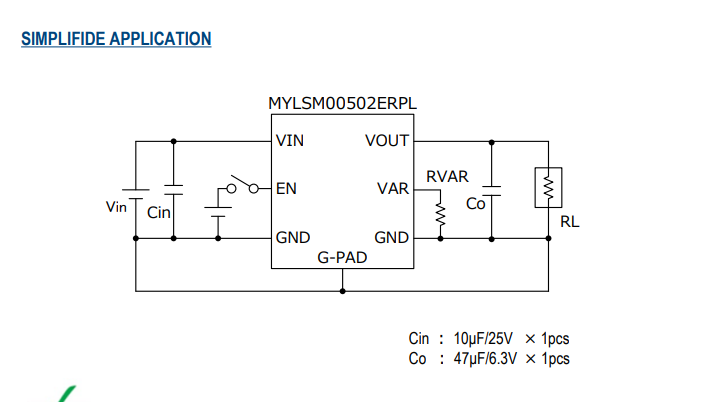 SIMPLIFIDE APPLICATION
MYLSM00502ERPL
VIN VOUT
EN VAR RVAR
Vin Cin Co
RL
GND GND
G-PAD
Cin : 10µF/25V × 1pcs
Co : 47µF/6.3V × 1pcs